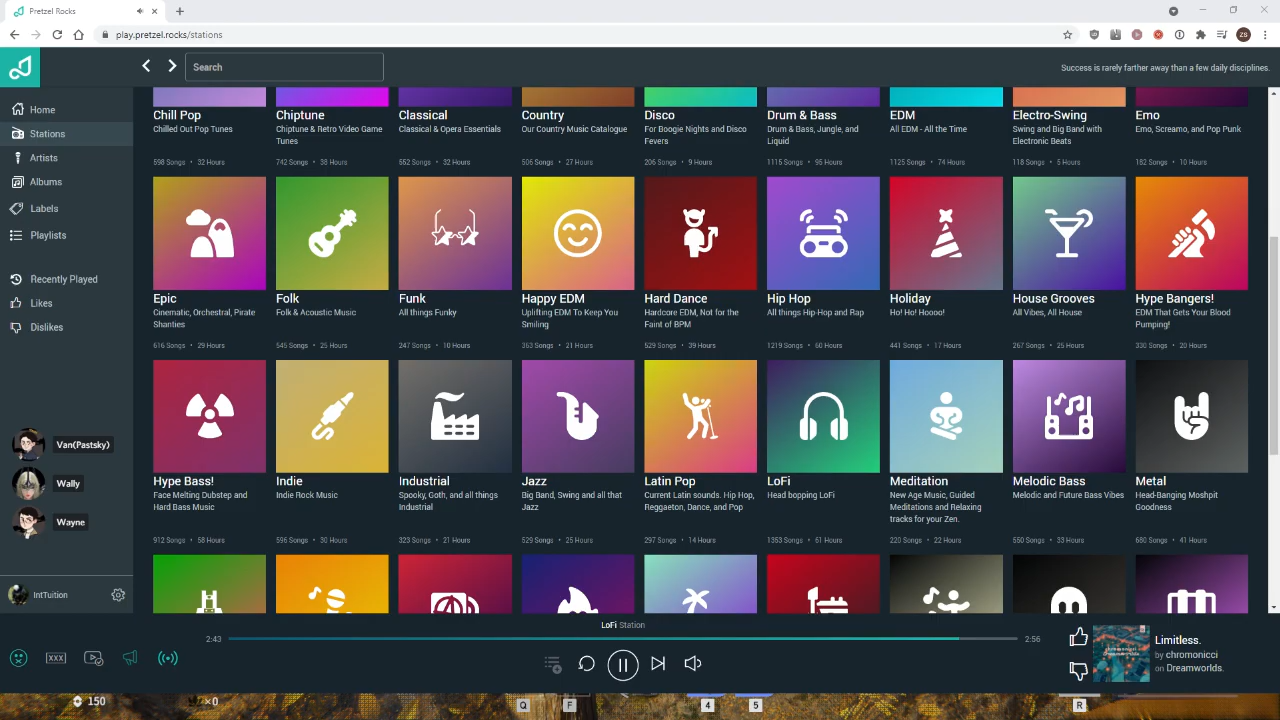 Pretzel Rocks
play.pretzel.rocks/stations
ZS
Search
Success is rarely farther away than a few daily disciplines.
Home
Stations
Artists
Albums
Labels
Playlists
Recently Played
Likes
Dislikes
Van(Pastsky)
Wally
Wayne
IntTuition
Chill Pop
Chilled Out Pop Tunes
598 Songs • 32 Hours
Chiptune
Chiptune & Retro Video Game
Tunes
742 Songs • 38 Hours
Classical
Classical & Opera Essentials
552 Songs • 32 Hours
Country
Our Country Music Catalogue
506 Songs • 27 Hours
Disco
For Boogie Nights and Disco
Fevers
206 Songs • 9 Hours
Drum & Bass
Drum & Bass, Jungle, and
Liquid
1115 Songs • 95 Hours
EDM
All EDM - All the Time
1125 Songs • 74 Hours
Electro-Swing
Swing and Big Band with
Electronic Beats
118 Songs • 5 Hours
Emo
Emo, Screamo, and Pop Punk
182 Songs • 10 Hours
Epic
Cinematic, Orchestral, Pirate
Shanties
616 Songs • 29 Hours
Folk
Folk & Acoustic Music
545 Songs • 25 Hours
Funk
All things Funky
247 Songs • 10 Hours
Happy EDM
Uplifting EDM To Keep You
Smiling
363 Songs • 21 Hours
Hard Dance
Hardcore EDM, Not for the
Faint of BPM
529 Songs • 39 Hours
Hip Hop
All things Hip-Hop and Rap
1219 Songs • 60 Hours
Holiday
Ho! Ho! Hoooo!
441 Songs • 17 Hours
House Grooves
All Vibes, All House
267 Songs • 25 Hours
Hype Bangers!
EDM That Gets Your Blood
Pumping!
330 Songs • 20 Hours
Hype Bass!
Face Melting Dubstep and
Hard Bass Music
912 Songs • 58 Hours
Indie
Indie Rock Music
596 Songs • 30 Hours
Industrial
Spooky, Goth, and all things
Industrial
323 Songs • 21 Hours
Jazz
Big Band, Swing and all that
Jazz
529 Songs • 25 Hours
Latin Pop
Current Latin sounds. Hip Hop,
Reggaeton, Dance, and Pop
297 Songs • 14 Hours
LoFi
Head bopping LoFi
1353 Songs • 61 Hours
Meditation
New Age Music, Guided
Meditations and Relaxing
tracks for your Zen.
220 Songs • 22 Hours
Melodic Bass
Melodic and Future Bass Vibes
550 Songs • 33 Hours
Metal
Head-Banging Moshpit
Goodness
680 Songs • 41 Hours
LoFi Station
2:43
2:56
XXX
Limitless.
by chromonicci
on Dreamworlds.
150
×0
Q
F
4
5
R